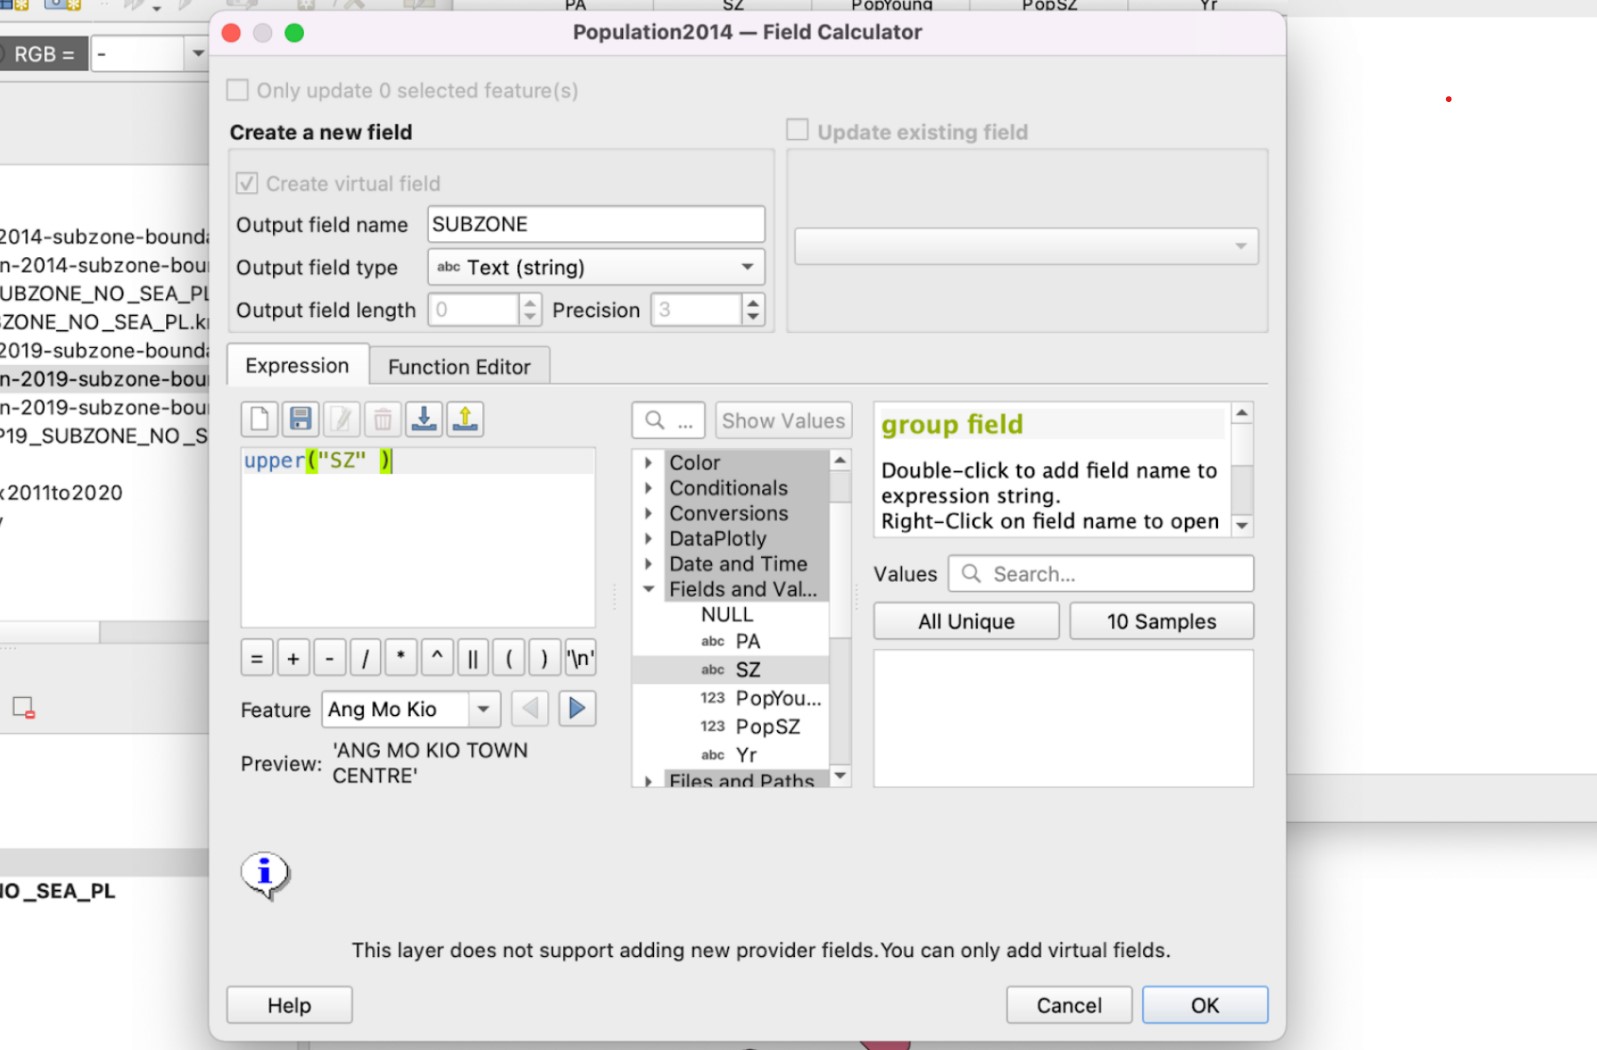 PA SZ PopYoung PopSZ Yr
Population2014 — Field Calculator
RGB = -
Only update 0 selected feature(s)
Create a new field
Update existing field
Create virtual field
Output field name SUBZONE
Output field type abc Text (string)
Output field length 0 Precision 3
2014-subzone-bounda
n-2014-subzone-bou
UBZONE_NO_SEA_PL
ZONE_NO_SEA_PL.k
2019-subzone-bounda
n-2019-subzone-bou
n-2019-subzone-bou
P19_SUBZONE_NO_S
2011to2020
Expression Function Editor
... Show Values
upper("SZ" )
Color
Conditionals
Conversions
DataPlotly
Date and Time
Fields and Val...
NULL
abc PA
abc SZ
123 PopYou...
123 PopSZ
abc Yr
Files and Paths
group field
Double-click to add field name to
expression string.
Right-Click on field name to open
Values Search...
All Unique 10 Samples
= + - / * ^ || ( ) '\n'
Feature Ang Mo Kio
Preview: 'ANG MO KIO TOWN
CENTRE'
NO_SEA_PL
This layer does not support adding new provider fields.You can only add virtual fields.
Help Cancel OK